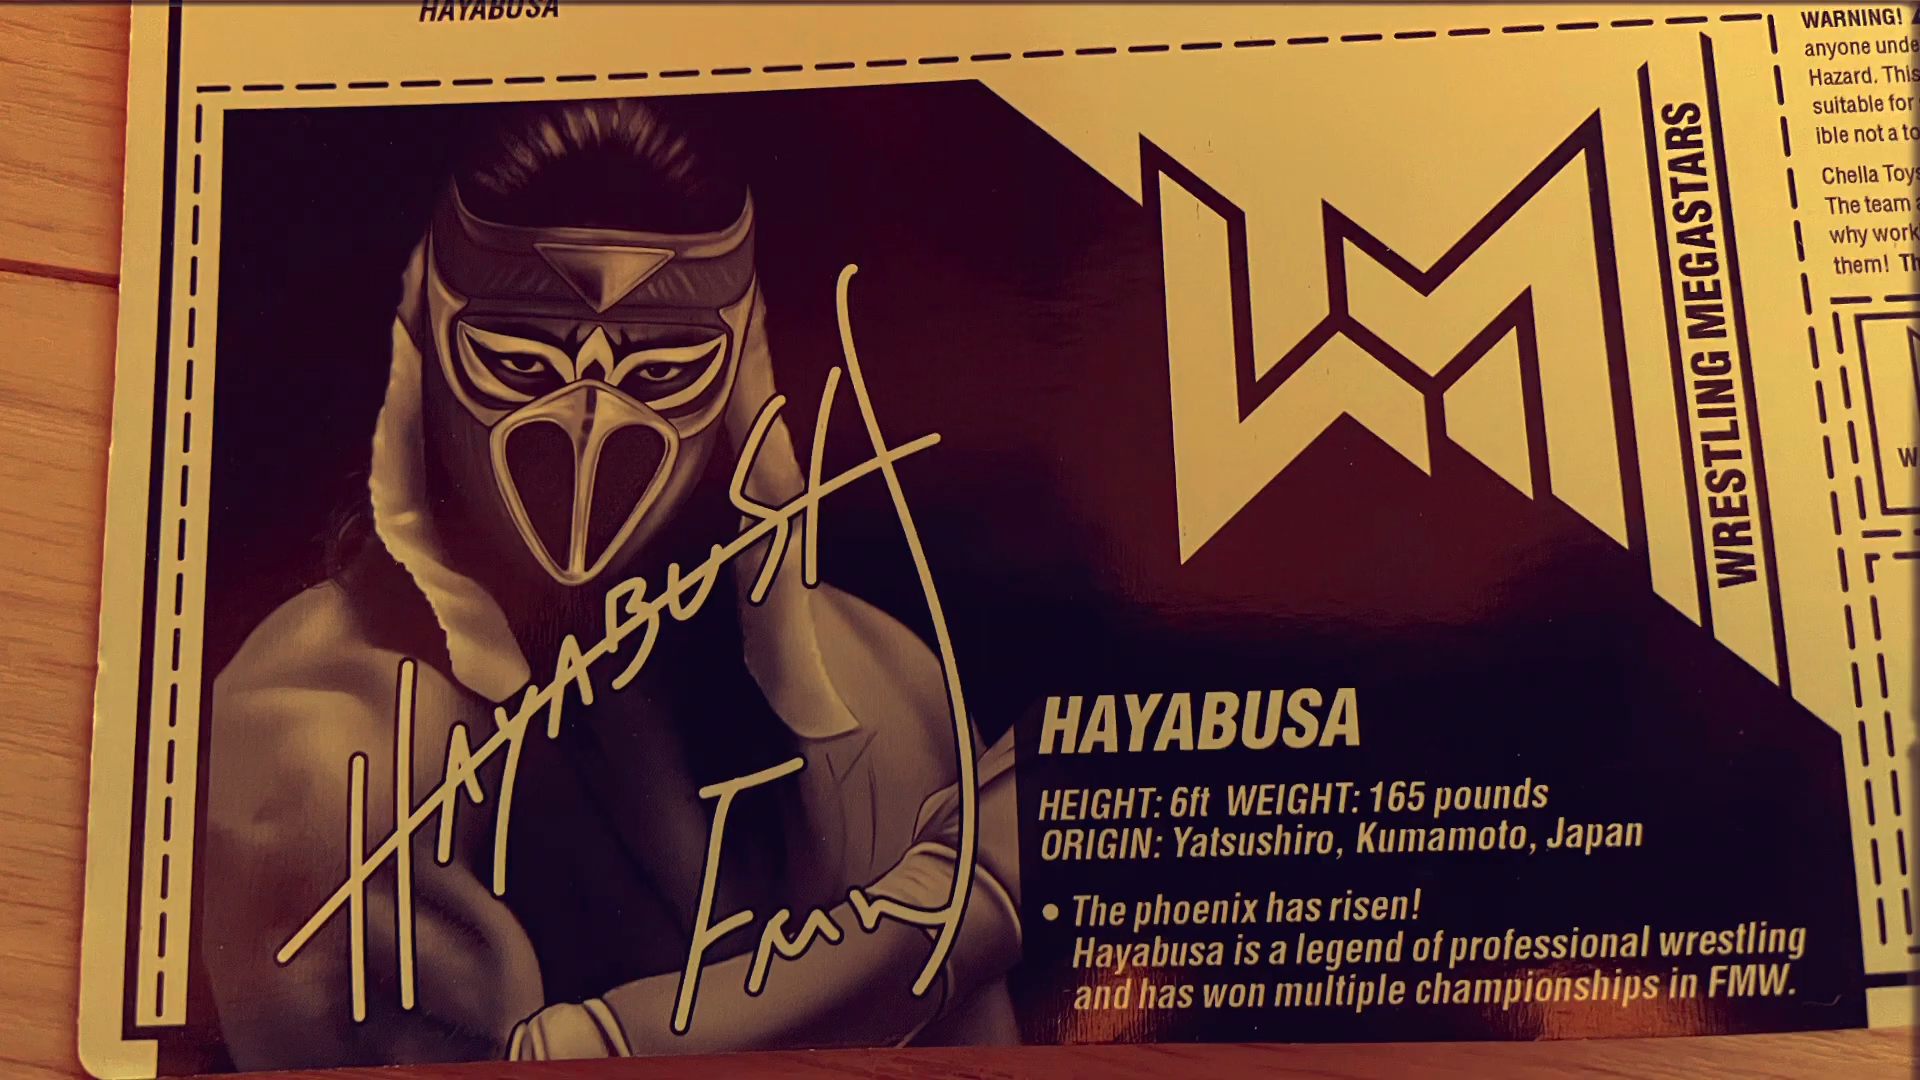 HAYABUSA
WARNING!
anyone unde
Hazard. This
suitable for
ible not a to
Chella Toys
The team
why work
them! Th
WRESTLING MEGASTARS
HAYABUSA
HAYABUSA
HEIGHT: 6ft WEIGHT: 165 pounds
ORIGIN: Yatsushiro, Kumamoto, Japan
• The phoenix has risen!
Hayabusa is a legend of professional wrestling
and has won multiple championships in FMW.